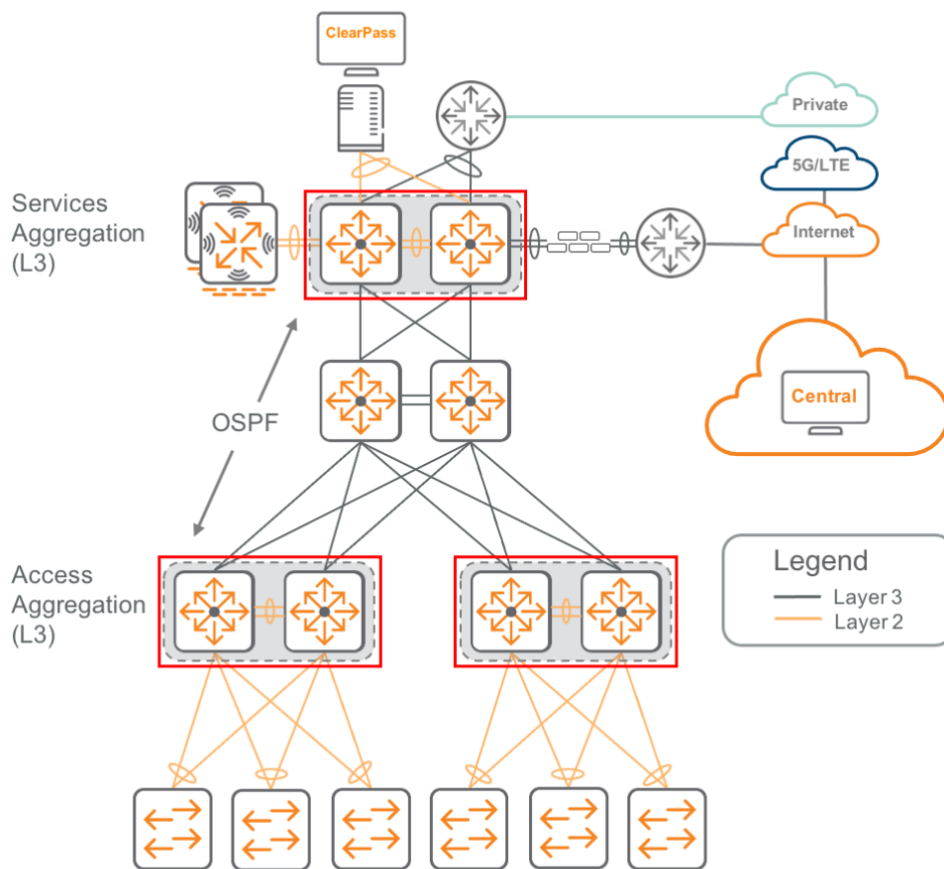 ClearPass
Private
5G/LTE
Services
Aggregation
(L3)
Internet
Central
OSPF
Access
Aggregation
(L3)
Legend
Layer 3
Layer 2